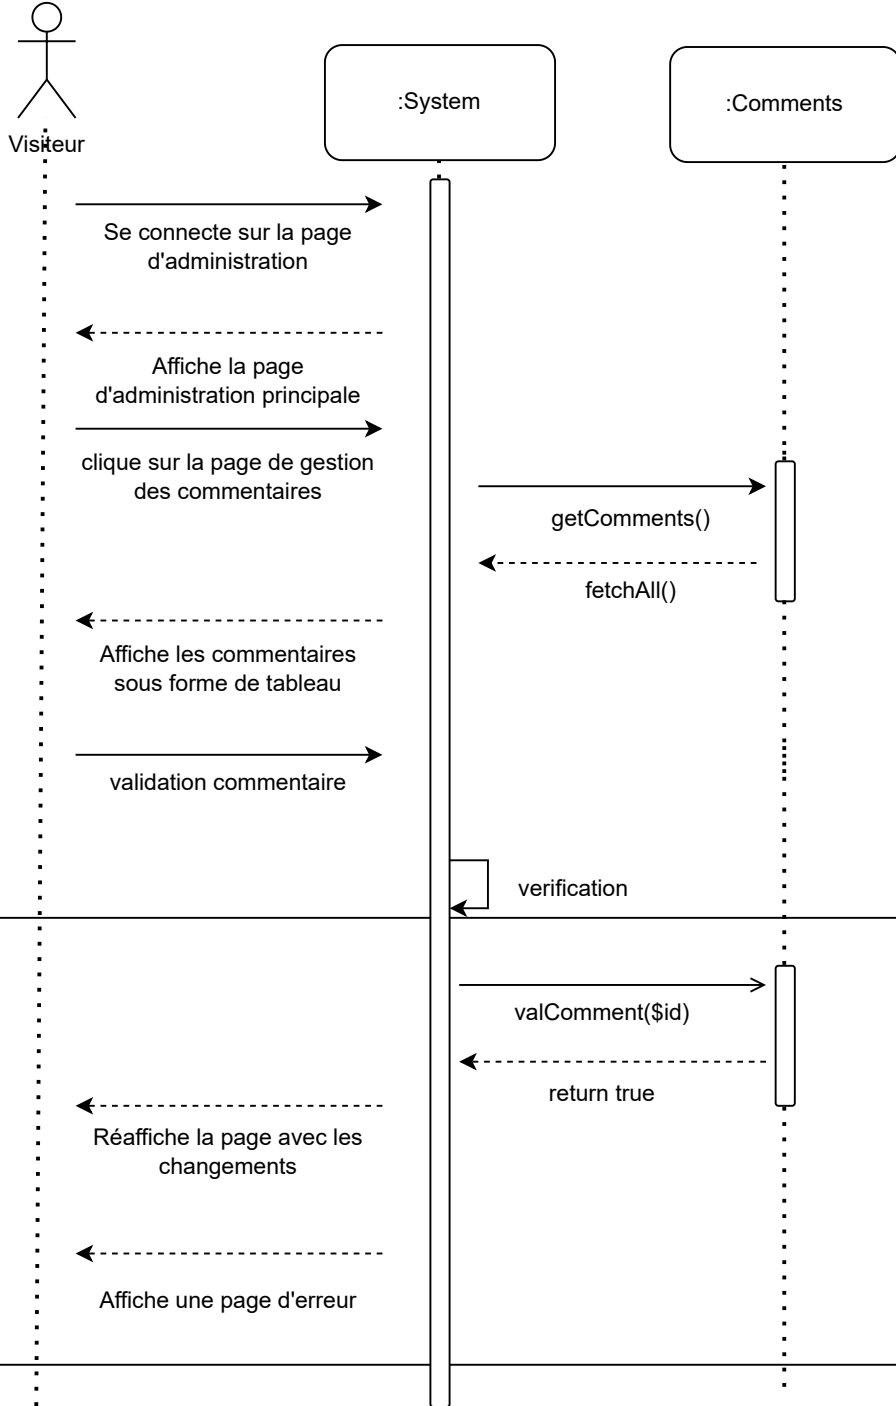 Visiteur
:System
:Comments
Se connecte sur la page
d'administration
Affiche la page
d'administration principale
clique sur la page de gestion
des commentaires
getComments()
fetchAll()
Affiche les commentaires
sous forme de tableau
validation commentaire
verification
valComment($id)
return true
Réaffiche la page avec les
changements
Affiche une page d'erreur